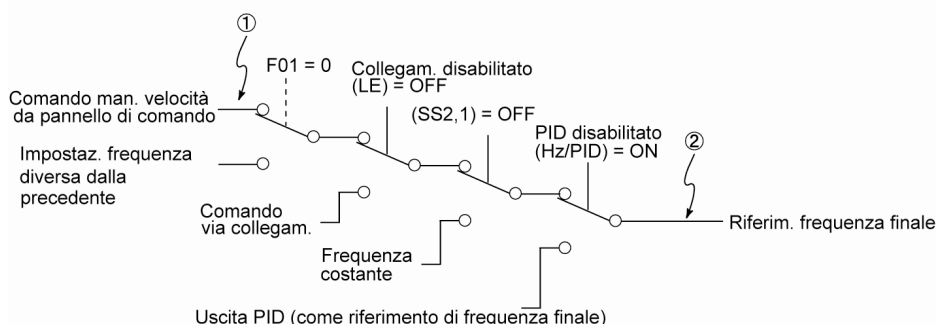 ①
F01 = 0
Collegam. disabilitato
(LE) = OFF
Comando man. velocità
da pannello di comando
(SS2,1) = OFF
PID disabilitato
(Hz/PID) = ON
②
Impostaz. frequenza
diversa dalla
precedente
Comando
via collegam.
Riferim. frequenza finale
Frequenza
costante
Uscita PID (come riferimento di frequenza finale)